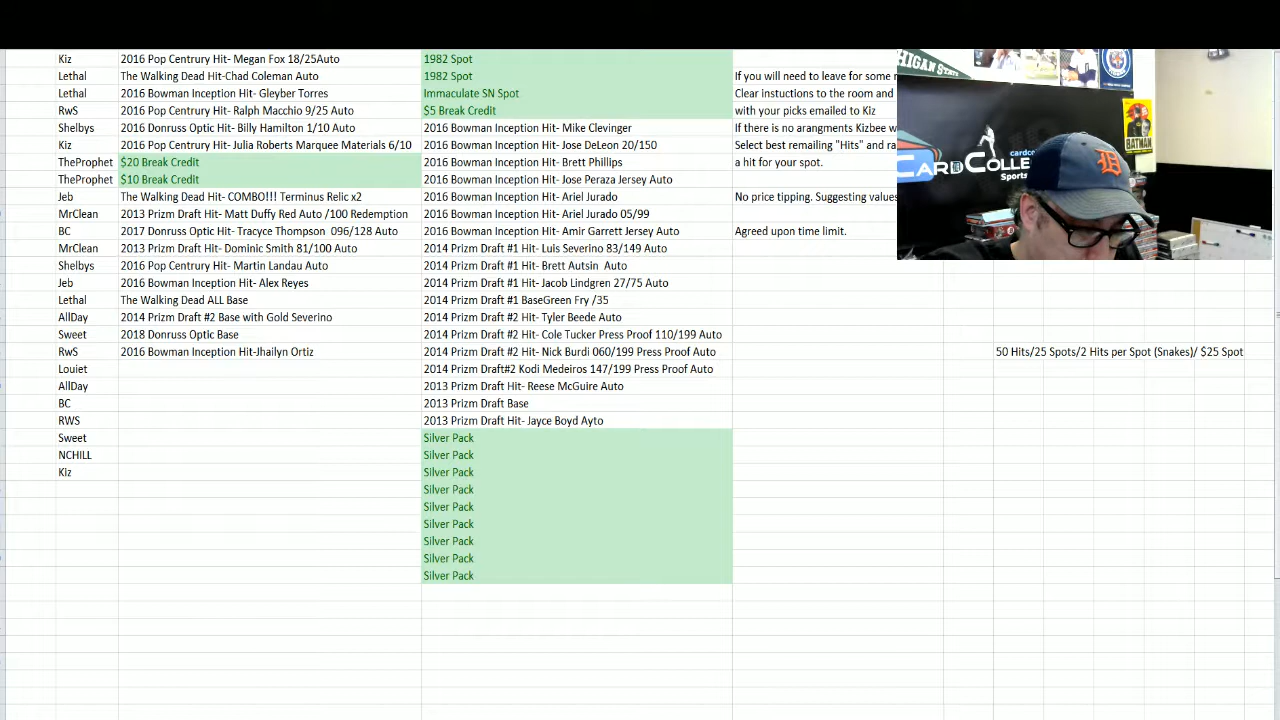 Kiz 2016 Pop Centrury Hit- Megan Fox 18/25Auto 1982 Spot
Lethal The Walking Dead Hit-Chad Coleman Auto 1982 Spot If you will need to leave for some
Lethal 2016 Bowman Inception Hit- Gleyber Torres Immaculate SN Spot Clear instuctions to the room and
RwS 2016 Pop Centrury Hit- Ralph Macchio 9/25 Auto $5 Break Credit with your picks emailed to Kiz
Shelbys 2016 Donruss Optic Hit- Billy Hamilton 1/10 Auto 2016 Bowman Inception Hit- Mike Clevinger If there is no arangments Kizbee w
Kiz 2016 Pop Centrury Hit- Julia Roberts Marquee Materials 6/10 2016 Bowman Inception Hit- Jose DeLeon 20/150 Select best remailing "Hits" and ra
TheProphet $20 Break Credit 2016 Bowman Inception Hit- Brett Phillips a hit for your spot.
TheProphet $10 Break Credit 2016 Bowman Inception Hit- Jose Peraza Jersey Auto
Jeb The Walking Dead Hit- COMBO!!! Terminus Relic x2 2016 Bowman Inception Hit- Ariel Jurado No price tipping. Suggesting values
MrClean 2013 Prizm Draft Hit- Matt Duffy Red Auto /100 Redemption 2016 Bowman Inception Hit- Ariel Jurado 05/99
BC 2017 Donruss Optic Hit- Tracyce Thompson 096/128 Auto 2016 Bowman Inception Hit- Amir Garrett Jersey Auto Agreed upon time limit.
MrClean 2013 Prizm Draft Hit- Dominic Smith 81/100 Auto 2014 Prizm Draft #1 Hit- Luis Severino 83/149 Auto
Shelbys 2016 Pop Centrury Hit- Martin Landau Auto 2014 Prizm Draft #1 Hit- Brett Autsin Auto
Jeb 2016 Bowman Inception Hit- Alex Reyes 2014 Prizm Draft #1 Hit- Jacob Lindgren 27/75 Auto
Lethal The Walking Dead ALL Base 2014 Prizm Draft #1 BaseGreen Fry /35
AllDay 2014 Prizm Draft #2 Base with Gold Severino 2014 Prizm Draft #2 Hit- Tyler Beede Auto
Sweet 2018 Donruss Optic Base 2014 Prizm Draft #2 Hit- Cole Tucker Press Proof 110/199 Auto
RwS 2016 Bowman Inception Hit-Jhailyn Ortiz 2014 Prizm Draft #2 Hit- Nick Burdi 060/199 Press Proof Auto 50 Hits/25 Spots/2 Hits per Spot (Snakes)/ $25 Spot
Louiet 2014 Prizm Draft#2 Kodi Medeiros 147/199 Press Proof Auto
AllDay 2013 Prizm Draft Hit- Reese McGuire Auto
BC 2013 Prizm Draft Base
RWS 2013 Prizm Draft Hit- Jayce Boyd Ayto
Sweet Silver Pack
NCHILL Silver Pack
Kiz Silver Pack
Silver Pack
Silver Pack
Silver Pack
Silver Pack
Silver Pack
Silver Pack
HIGAN STATE
BATMAN
CARDCOLLE
cardco
Sports
D